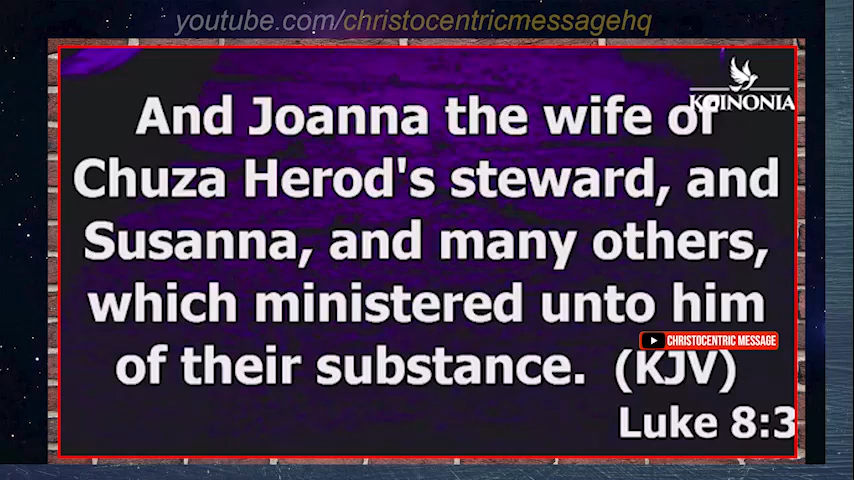 youtube.com/christocentricmessagehq
KOINONIA
And Joanna the wife of
Chuza Herod's steward, and
Susanna, and many others,
which ministered unto him
CHRISTOCENTRIC MESSAGE
of their substance. (KJV)
Luke 8:3